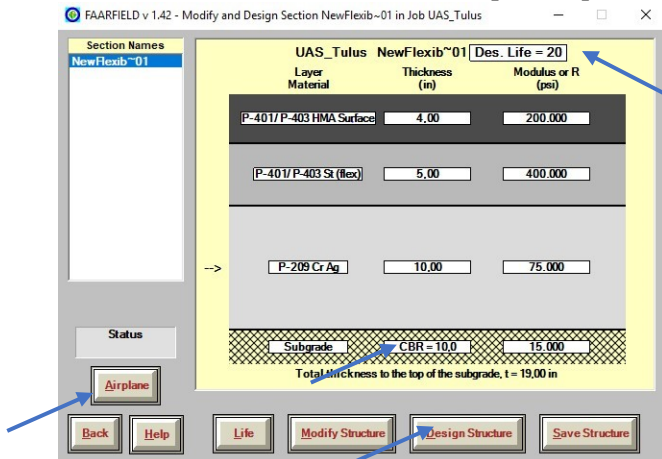 FAARFIELD v 1.42 - Modify and Design Section NewFlexib~01 in Job UAS_Tulus
Section Names
NewFlexib~01
UAS_Tulus NewFlexib~01 Des. Life = 20
Layer Material Thickness (in) Modulus or R (psi)
P-401/ P-403 HMA Surface 4,00 200.000
P-401/ P-403 St (flex) 5,00 400.000
--> P-209 Cr Ag 10,00 75.000
Subgrade CBR = 10,0 15.000
Total thickness to the top of the subgrade, t = 19,00 in
Status
Airplane
Back Help Life Modify Structure Design Structure Save Structure